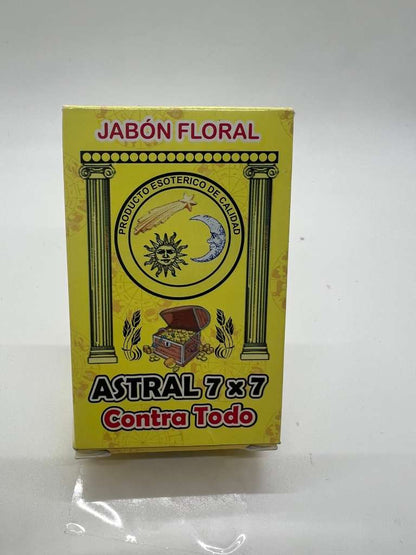 JABÓN FLORAL
PRODUCTO ESOTERICO DE CALIDAD
ASTRAL 7 x 7
Contra Todo